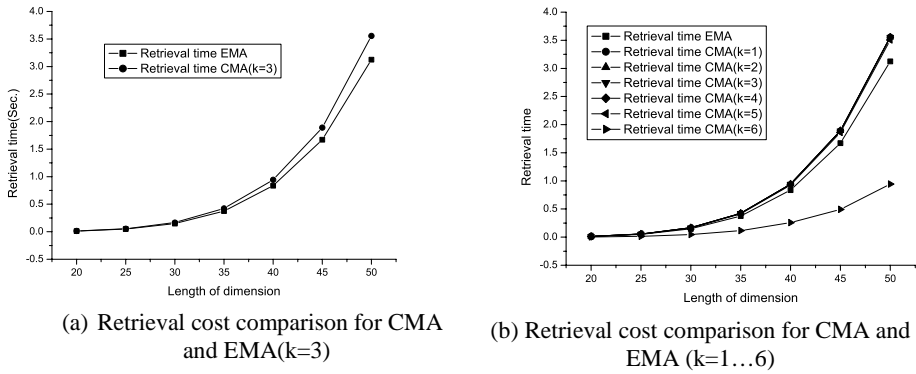 4.0
3.5
3.0
2.5
2.0
1.5
1.0
0.5
0.0
-0.5
Retrieval time(Sec.)
Retrieval time EMA
Retrieval time CMA(k=3)
20 25 30 35 40 45 50
Length of dimension
(a) Retrieval cost comparison for CMA
and EMA(k=3)
4.0
3.5
3.0
2.5
2.0
1.5
1.0
0.5
0.0
-0.5
Retrieval time
Retrieval time EMA
Retrieval time CMA(k=1)
Retrieval time CMA(k=2)
Retrieval time CMA(k=3)
Retrieval time CMA(k=4)
Retrieval time CMA(k=5)
Retrieval time CMA(k=6)
20 25 30 35 40 45 50
Length of dimension
(b) Retrieval cost comparison for CMA and
EMA (k=1…6)